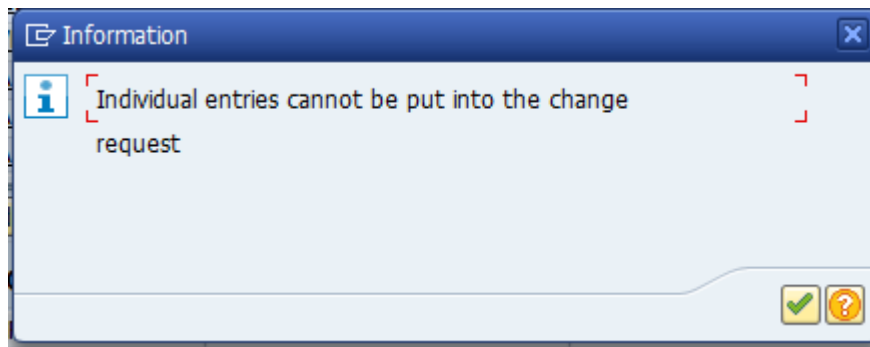 Information
Individual entries cannot be put into the change
request